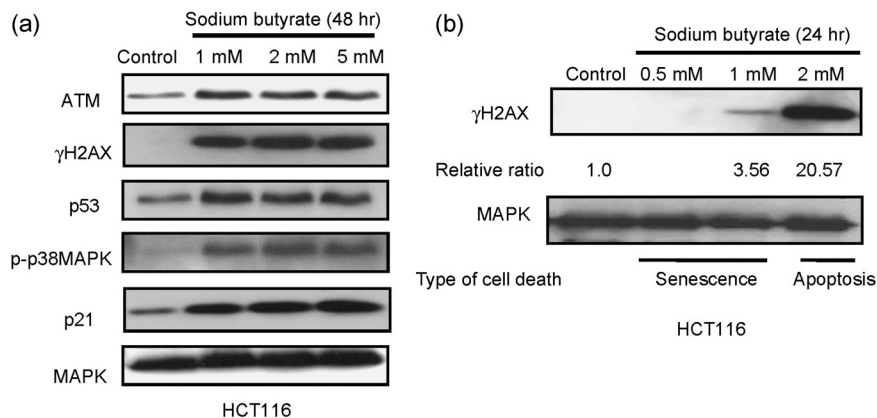 (a)
Sodium butyrate (48 hr)
Control 1 mM 2 mM 5 mM
ATM
γH2AX
p53
p-p38MAPK
p21
MAPK
HCT116
(b)
Sodium butyrate (24 hr)
Control 0.5 mM 1 mM 2 mM
γH2AX
Relative ratio 1.0 3.56 20.57
MAPK
Type of cell death Senescence Apoptosis
HCT116